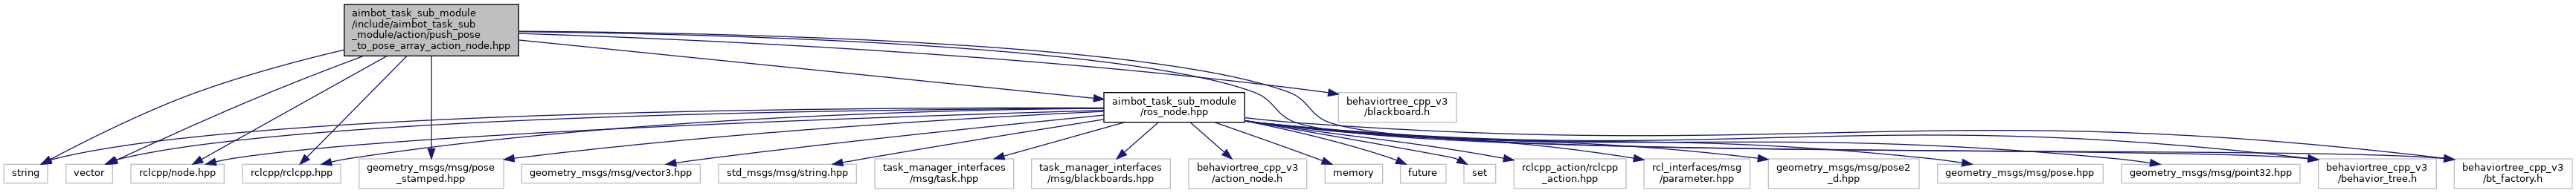 aimbot_task_sub_module
/include/aimbot_task_sub
_module/action/push_pose
_to_pose_array_action_node.hpp
aimbot_task_sub_module
/ros_node.hpp
behaviortree_cpp_v3
/blackboard.h
string
vector
rclcpp/node.hpp
rclcpp/rclcpp.hpp
geometry_msgs/msg/pose
_stamped.hpp
geometry_msgs/msg/vector3.hpp
std_msgs/msg/string.hpp
task_manager_interfaces
/msg/task.hpp
task_manager_interfaces
/msg/blackboards.hpp
behaviortree_cpp_v3
/action_node.h
memory
future
set
rclcpp_action/rclcpp
_action.hpp
rcl_interfaces/msg
/parameter.hpp
geometry_msgs/msg/pose2
_d.hpp
geometry_msgs/msg/pose.hpp
geometry_msgs/msg/point32.hpp
behaviortree_cpp_v3
/behavior_tree.h
behaviortree_cpp_v3
/bt_factory.h